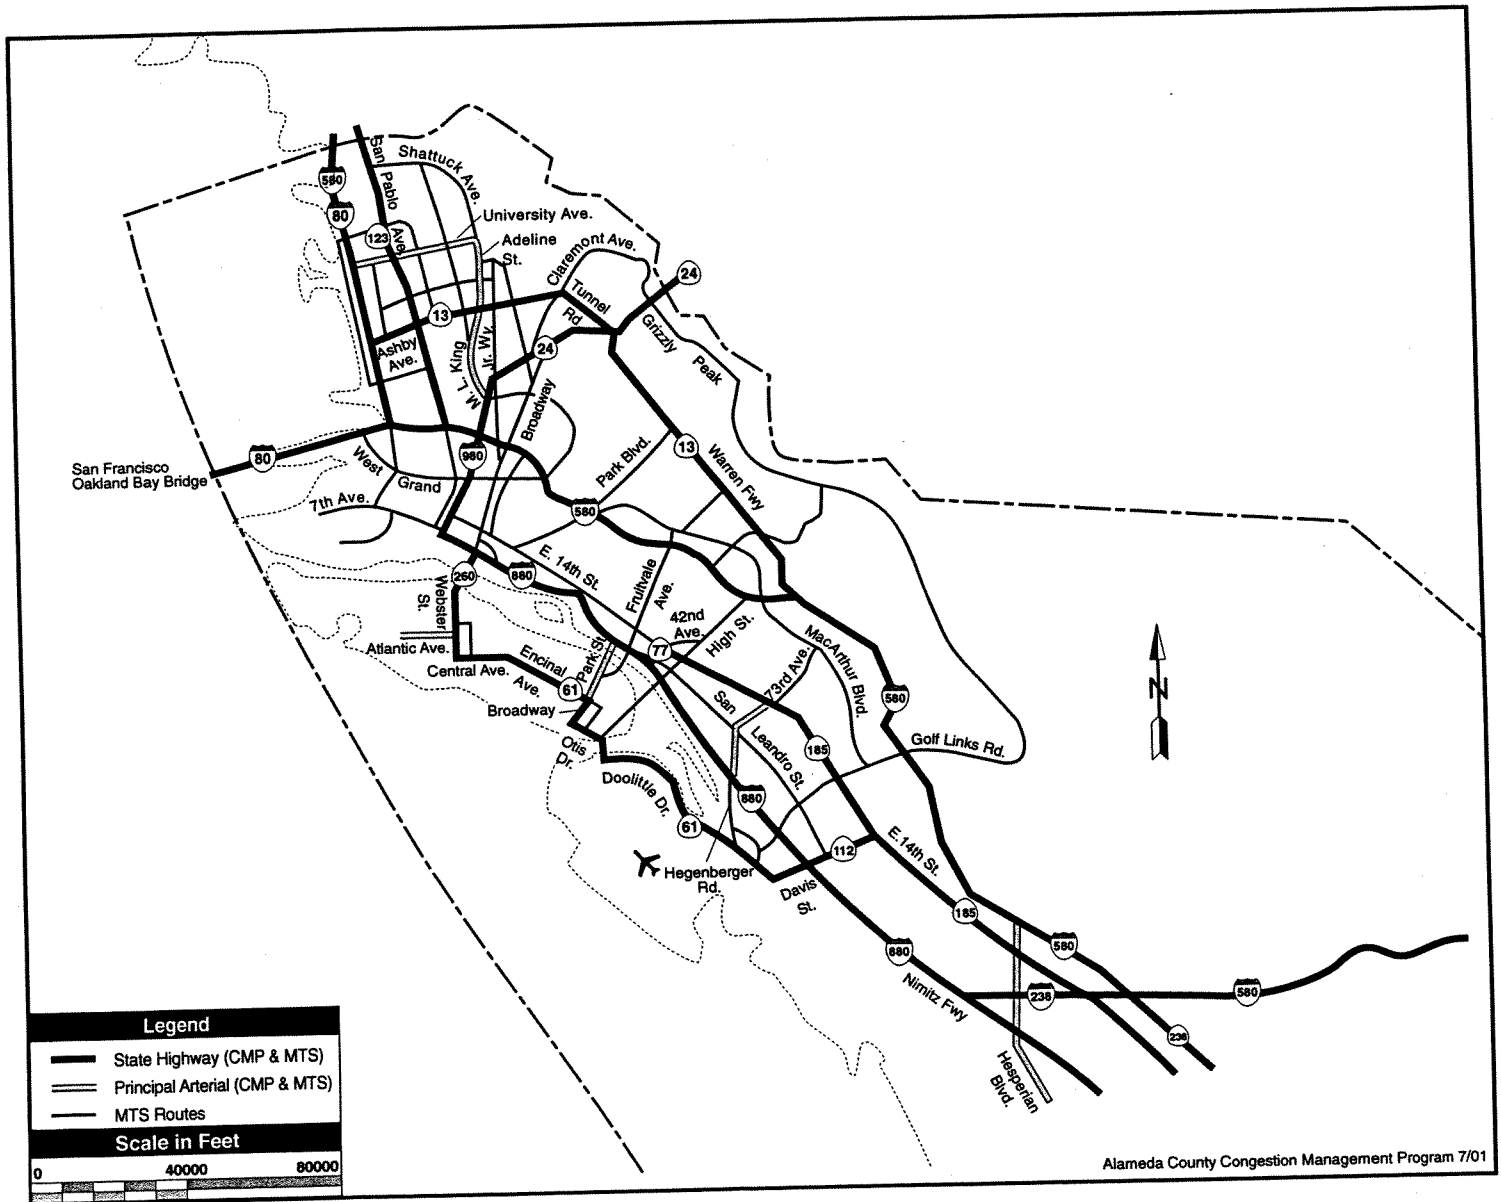 San
Pablo
Ave.
Shattuck Ave.
580
80
123
University Ave.
Adeline
St.
Claremont Ave.
24
Tunnel
Rd
13
Grizzly
Peak
Ashby
Ave.
M. L. King
Jr. Wy.
24
Broadway
Park Blvd.
13
Warren Fwy
San Francisco
Oakland Bay Bridge
80
980
West
Grand
7th Ave.
580
E. 14th St.
260
880
Webster
St.
Fruitvale
Ave.
42nd
Ave.
High St.
Atlantic Ave.
Central Ave.
Encinal
Ave.
Park St.
77
61
Broadway
MacArthur Blvd.
73rd Ave.
San
Leandro St.
580
Otis
Dr.
185
Golf Links Rd.
Doolittle Dr.
880
61
112
E. 14th St.
Hegenberger
Rd.
Davis
St.
185
580
880
Nimitz Fwy
238
580
238
Hesperian
Blvd.
N
Legend
State Highway (CMP & MTS)
Principal Arterial (CMP & MTS)
MTS Routes
Scale in Feet
0 40000 80000
Alameda County Congestion Management Program 7/01